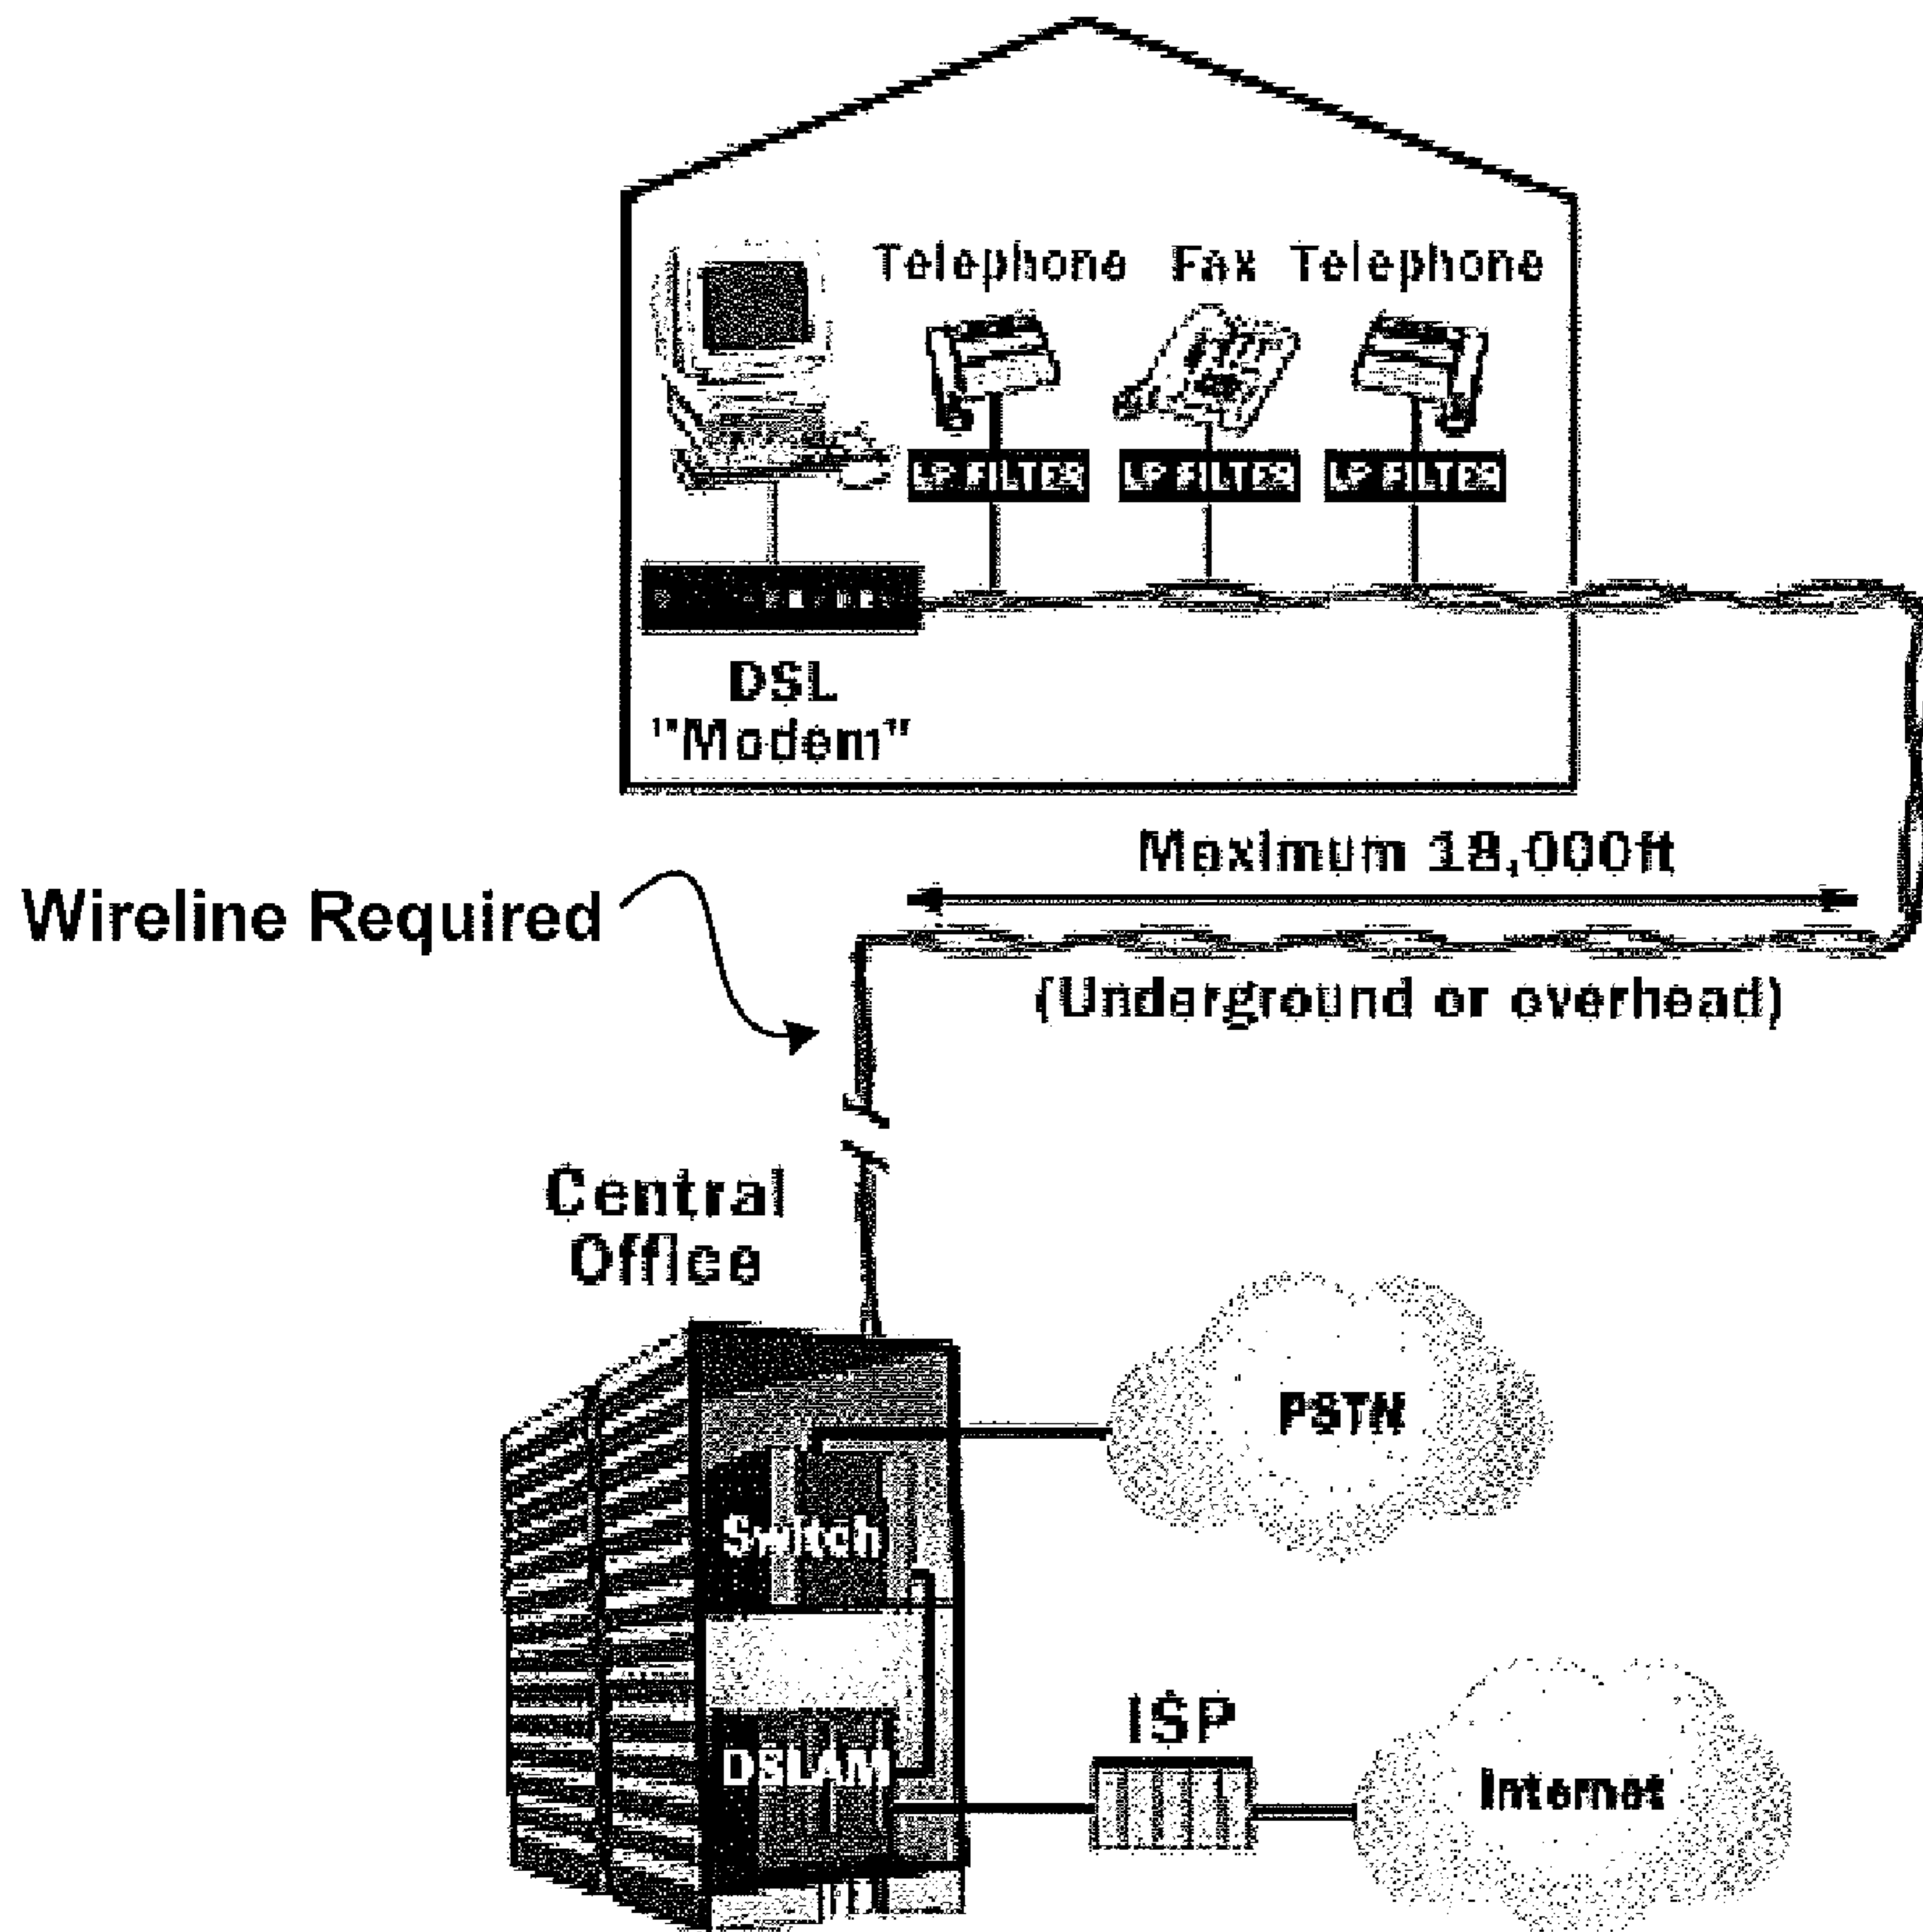 Telephone Fax Telephone
LP FILTER LP FILTER LP FILTER
DSL
"Modem"
Maximum 18,000ft
Wireline Required
(Underground or overhead)
Central
Office
PSTN
Switch
ISP
DSLAM
Internet